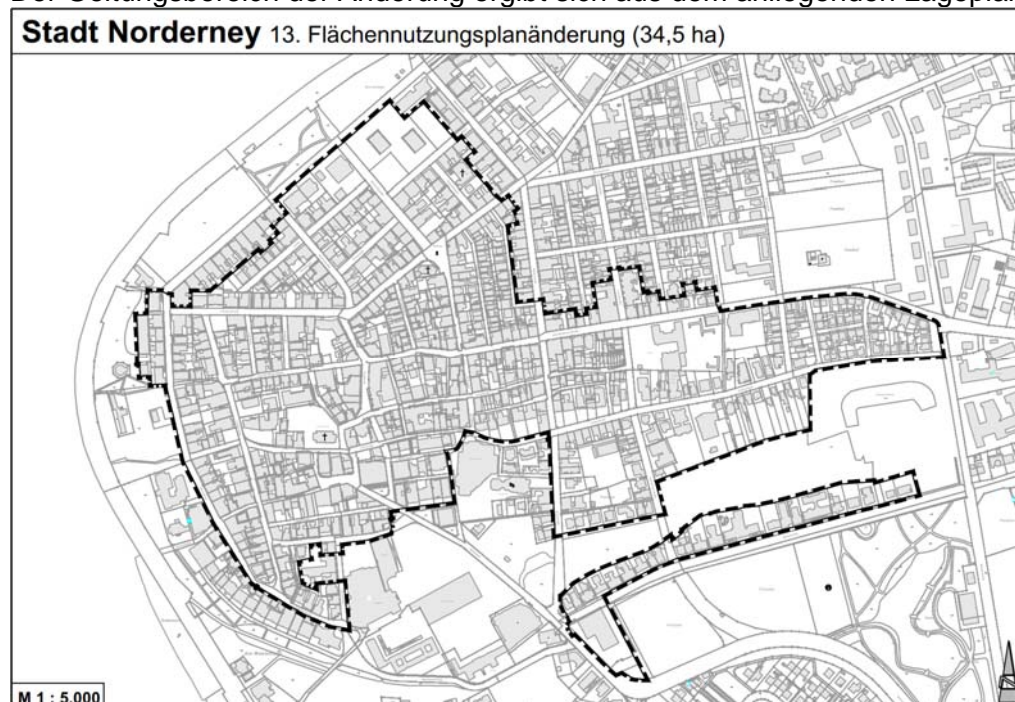 Der Geltungsbereich der Änderung ergibt sich aus dem anliegenden Lageplan
Stadt Norderney 13. Flächennutzungsplanänderung (34,5 ha)
M 1 : 5.000